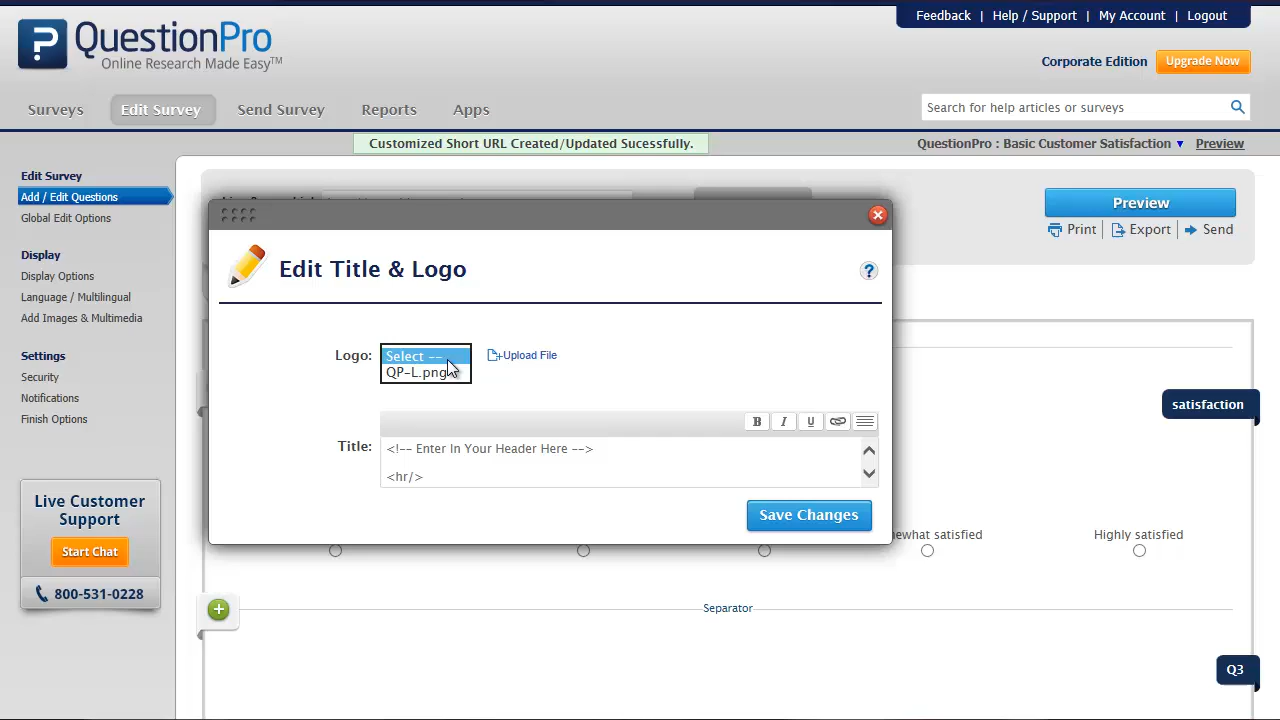 Feedback | Help / Support | My Account | Logout
? QuestionPro
Online Research Made Easy™
Corporate Edition Upgrade Now
Surveys Edit Survey Send Survey Reports Apps
Search for help articles or surveys
Customized Short URL Created/Updated Sucessfully.
QuestionPro : Basic Customer Satisfaction ▼ Preview
Edit Survey
Add / Edit Questions
Global Edit Options
Display
Display Options
Language / Multilingual
Add Images & Multimedia
Settings
Security
Notifications
Finish Options
Live Customer
Support
Start Chat
800-531-0228
Preview
Print | Export | Send
Edit Title & Logo
?
Logo: Select --
QP-L.png
Upload File
B I U
Title: <!-- Enter In Your Header Here -->
<hr/>
Save Changes
satisfaction
ewhat satisfied Highly satisfied
Separator
Q3